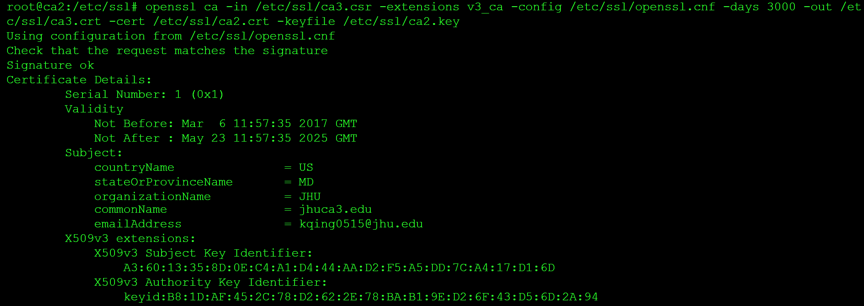 root@ca2:/etc/ssl# openssl ca -in /etc/ssl/ca3.csr -extensions v3_ca -config /etc/ssl/openssl.cnf -days 3000 -out /et
c/ssl/ca3.crt -cert /etc/ssl/ca2.crt -keyfile /etc/ssl/ca2.key
Using configuration from /etc/ssl/openssl.cnf
Check that the request matches the signature
Signature ok
Certificate Details:
Serial Number: 1 (0x1)
Validity
Not Before: Mar  6 11:57:35 2017 GMT
Not After : May 23 11:57:35 2025 GMT
Subject:
countryName = US
stateOrProvinceName = MD
organizationName = JHU
commonName = jhuca3.edu
emailAddress = kqing0515@jhu.edu
X509v3 extensions:
X509v3 Subject Key Identifier:
A3:60:13:35:8D:0E:C4:A1:D4:44:AA:D2:F5:A5:DD:7C:A4:17:D1:6D
X509v3 Authority Key Identifier:
keyid:B8:1D:AF:45:2C:78:D2:62:2E:78:BA:B1:9E:D2:6F:43:D5:6D:2A:94